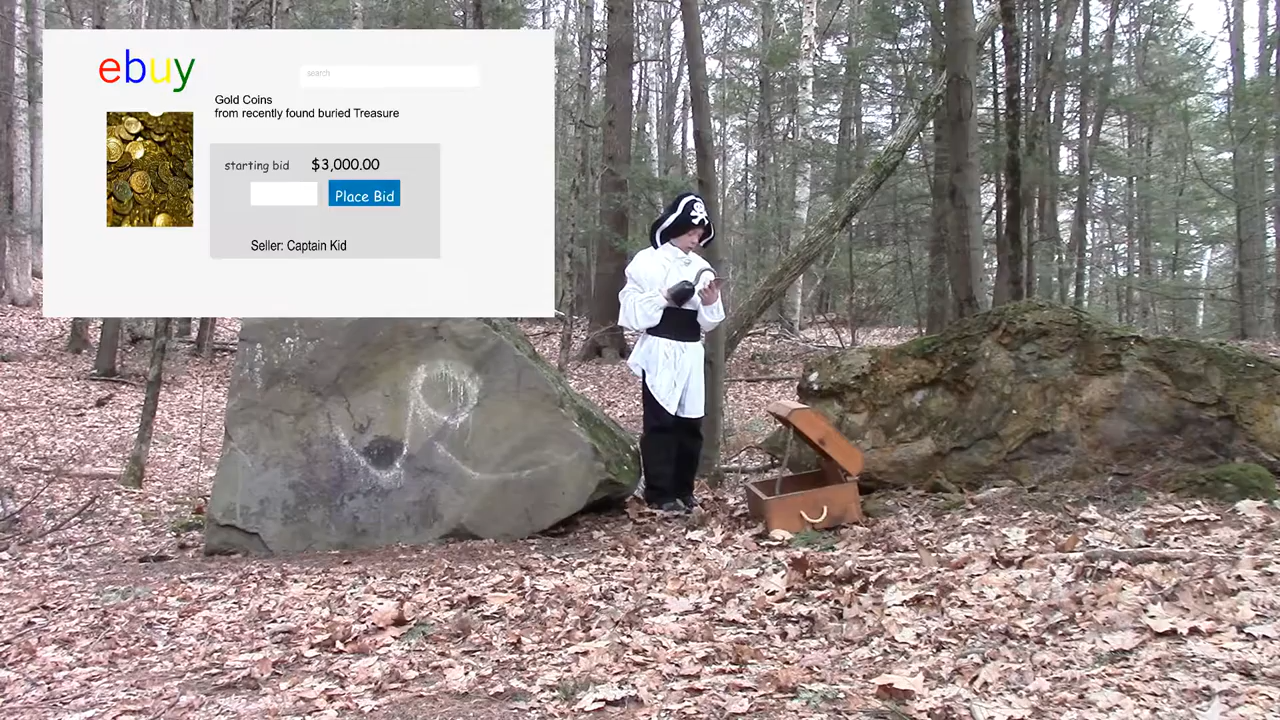 ebuy
search
Gold Coins
from recently found buried Treasure
starting bid $3,000.00
Place Bid
Seller: Captain Kid